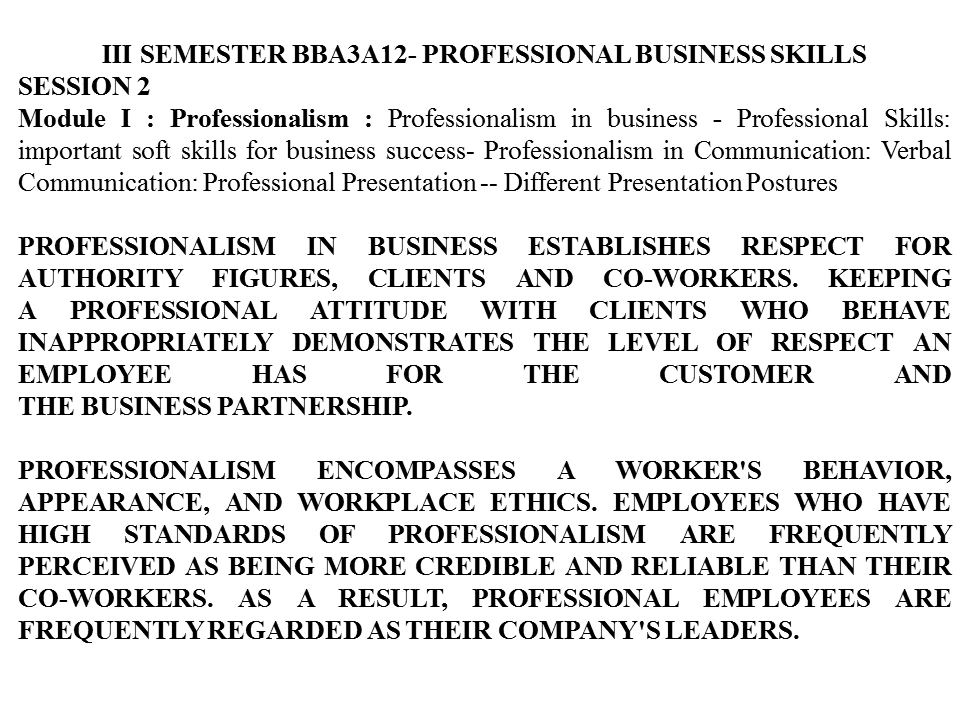 III SEMESTER BBA3A12- PROFESSIONAL BUSINESS SKILLS
SESSION 2
Module I : Professionalism : Professionalism in business - Professional Skills:
important soft skills for business success- Professionalism in Communication: Verbal
Communication: Professional Presentation -- Different Presentation Postures
PROFESSIONALISM IN BUSINESS ESTABLISHES RESPECT FOR
AUTHORITY FIGURES, CLIENTS AND CO-WORKERS. KEEPING
A PROFESSIONAL ATTITUDE WITH CLIENTS WHO BEHAVE
INAPPROPRIATELY DEMONSTRATES THE LEVEL OF RESPECT AN
EMPLOYEE HAS FOR THE CUSTOMER AND
THE BUSINESS PARTNERSHIP.
PROFESSIONALISM ENCOMPASSES A WORKER'S BEHAVIOR,
APPEARANCE, AND WORKPLACE ETHICS. EMPLOYEES WHO HAVE
HIGH STANDARDS OF PROFESSIONALISM ARE FREQUENTLY
PERCEIVED AS BEING MORE CREDIBLE AND RELIABLE THAN THEIR
CO-WORKERS. AS A RESULT, PROFESSIONAL EMPLOYEES ARE
FREQUENTLY REGARDED AS THEIR COMPANY'S LEADERS.